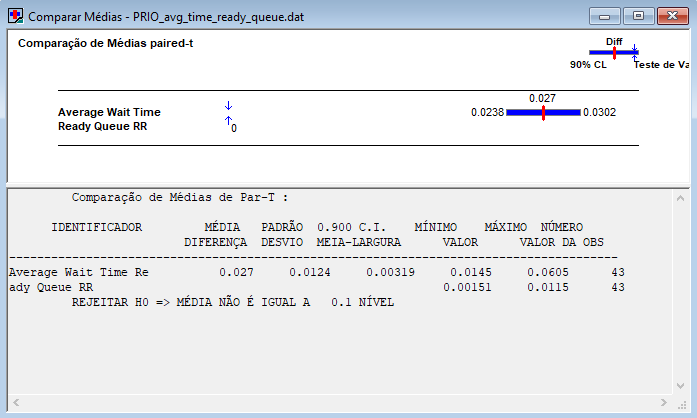 Comparar Médias - PRIO_avg_time_ready_queue.dat
Comparação de Médias paired-t
Diff
90% CL Teste de Va
Average Wait Time
Ready Queue RR
0
0.027
0.0238 0.0302
Comparação de Médias de Par-T :
IDENTIFICADOR MÉDIA PADRÃO 0.900 C.I. MÍNIMO MÁXIMO NÚMERO
DIFERENÇA DESVIO MEIA-LARGURA VALOR VALOR DA OBS
Average Wait Time Re 0.027 0.0124 0.00319 0.0145 0.0605 43
ady Queue RR 0.00151 0.0115 43
REJEITAR H0 => MÉDIA NÃO É IGUAL A 0.1 NÍVEL